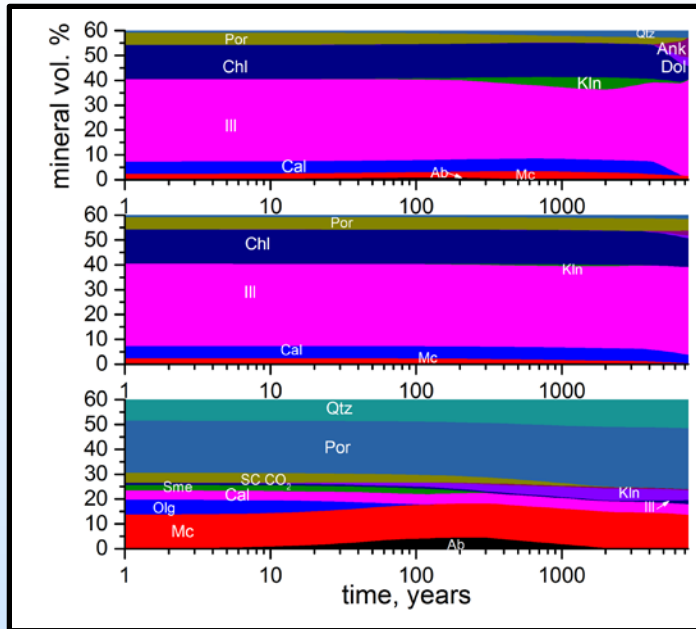 mineral vol. %
60
50
40
30
20
10
0
Qtz
Por
Ank
Chl
Dol
Kln
Ill
Cal
Ab
Mc
1 10 100 1000
60
50
40
30
20
10
0
Por
Chl
Kln
Ill
Cal
Mc
1 10 100 1000
60
50
40
30
20
10
0
Qtz
Por
SC CO₂
Sme
Cal
Kln
Olg
Ill
Mc
Ab
1 10 100 1000
time, years